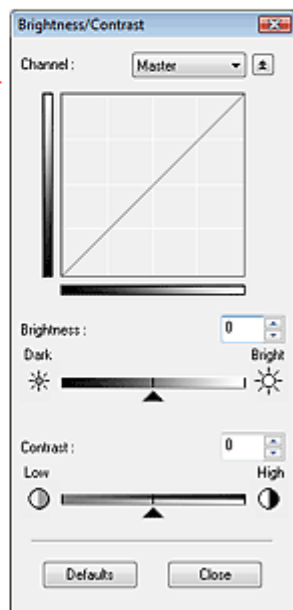 Brightness/Contrast
Channel : Master
Brightness : 0
Dark Bright
Contrast : 0
Low High
Defaults Close